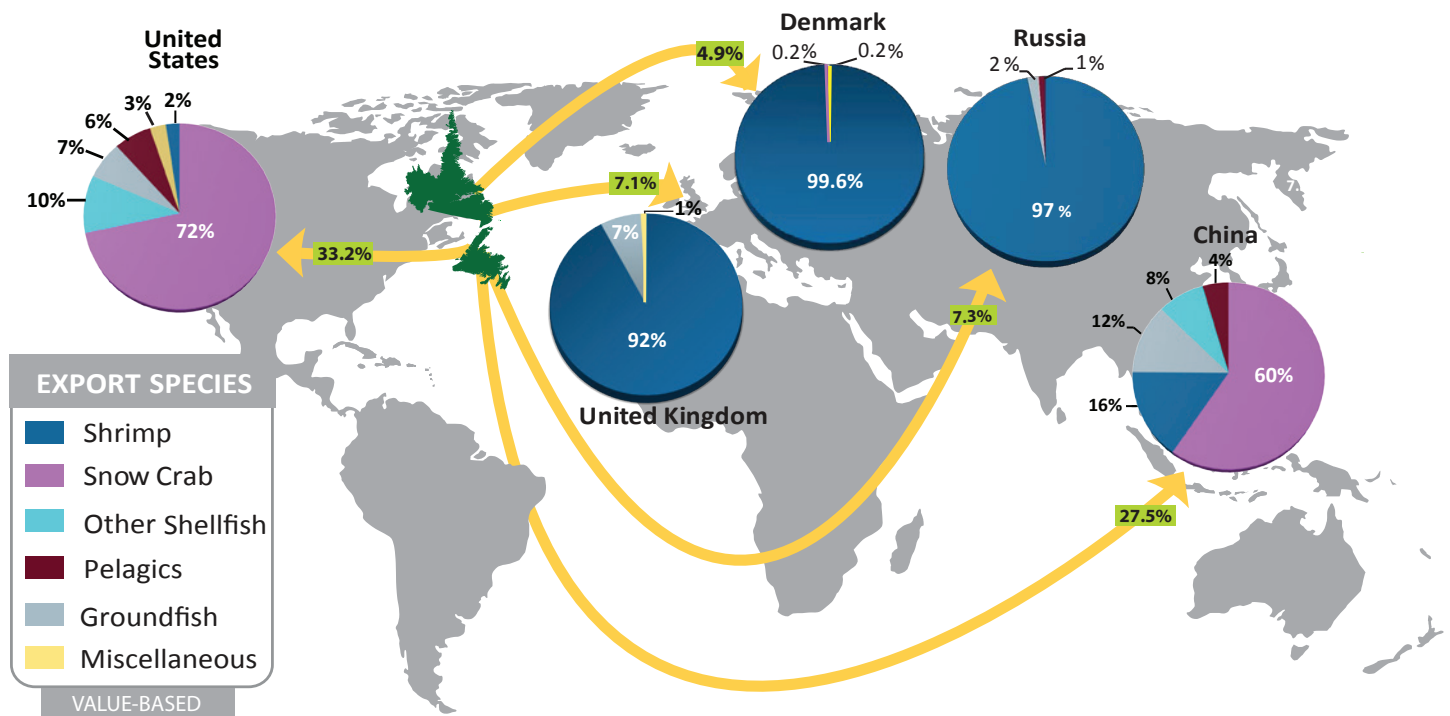 United
States
3%
2%
6%
7%
10%
72%
33.2%
4.9%
7.1%
Denmark
0.2%
0.2%
99.6%
Russia
2 %
1%
97 %
7%
1%
92%
United Kingdom
7.3%
China
4%
8%
12%
16%
60%
27.5%
EXPORT SPECIES
Shrimp
Snow Crab
Other Shellfish
Pelagics
Groundfish
Miscellaneous
VALUE-BASED